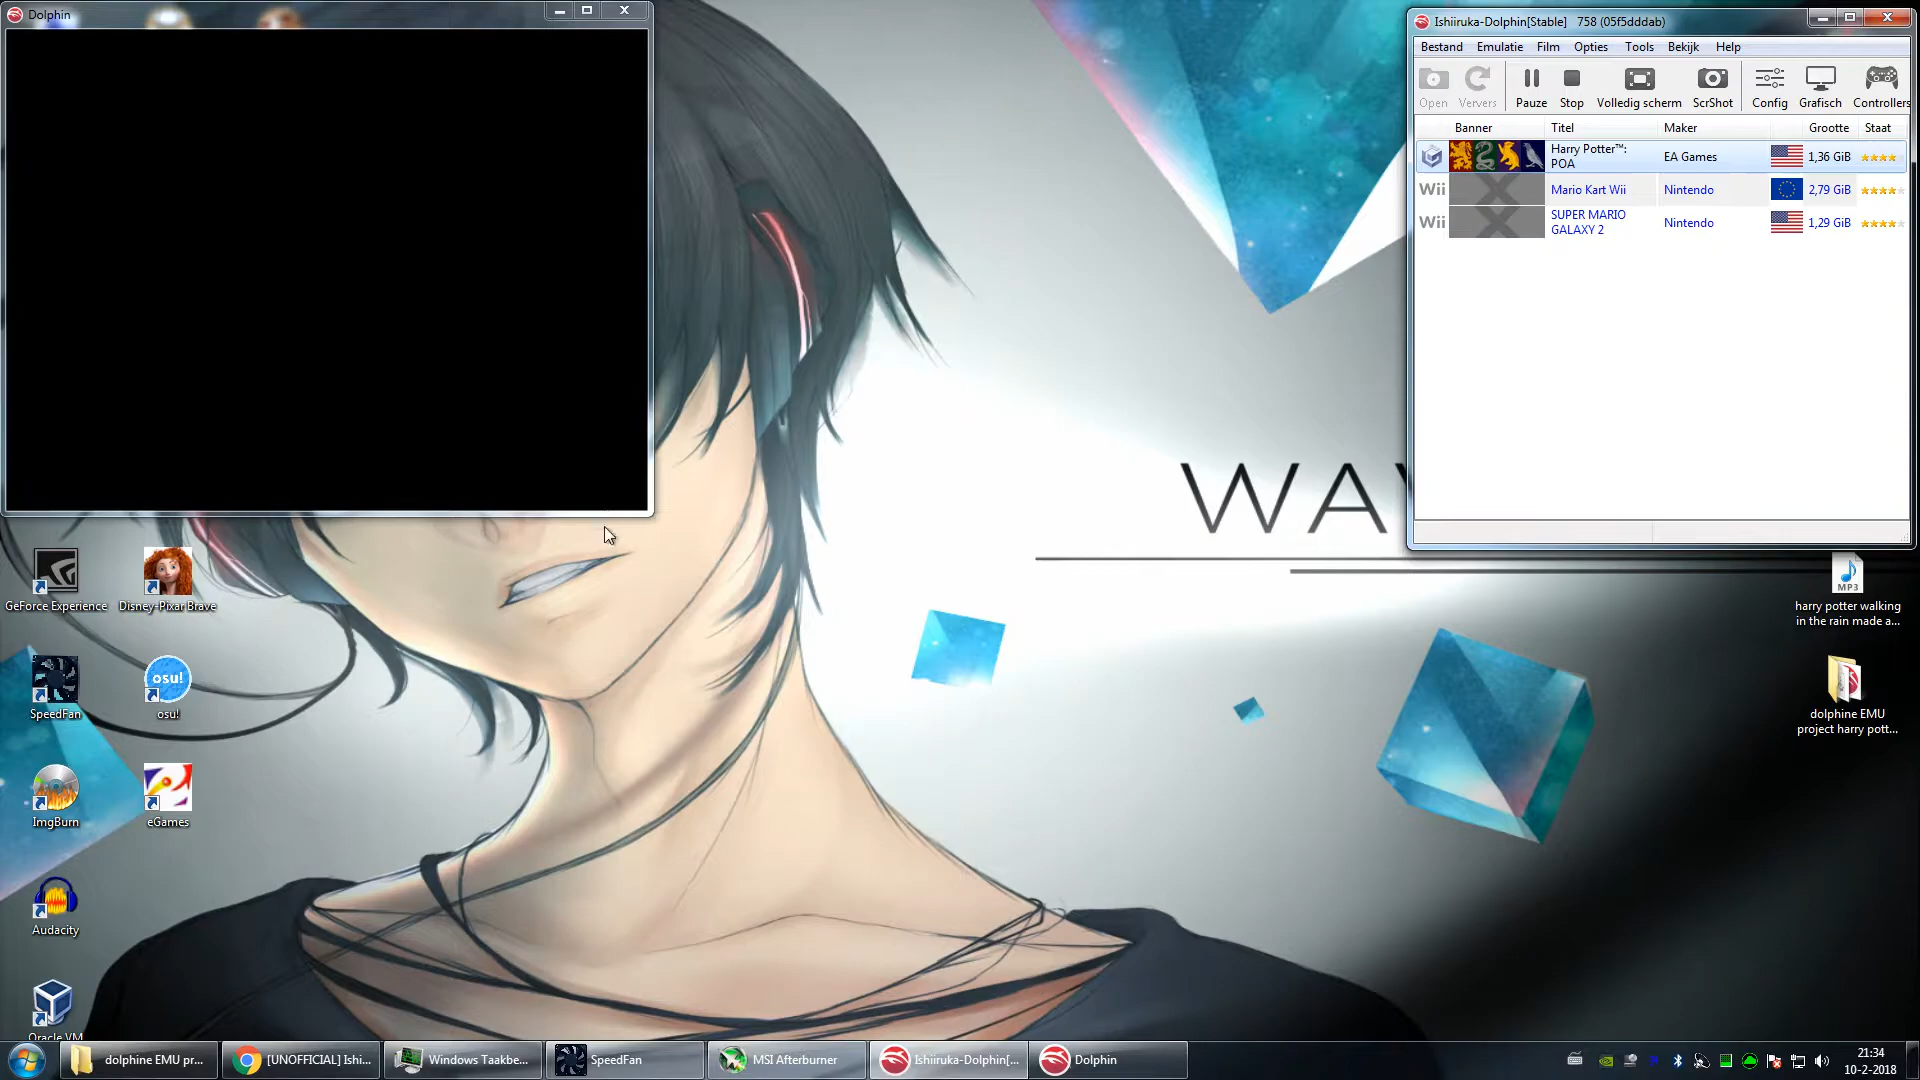 Dolphin
Ishiiruka-Dolphin[Stable] 758 (05f5dddab)
Bestand Emulatie Film Opties Tools Bekijk Help
Open Ververs Pauze Stop Volledig scherm ScrShot Config Grafisch Controllers
Banner Titel Maker Grootte Staat
Harry Potter™: POA EA Games 1,36 GiB
Wii Mario Kart Wii Nintendo 2,79 GiB
Wii SUPER MARIO GALAXY 2 Nintendo 1,29 GiB
WAV
GeForce Experience
Disney-Pixar Brave
SpeedFan
osu!
osu!
ImgBurn
eGames
Audacity
Oracle VM
MP3
harry potter walking
in the rain made a...
dolphine EMU
project harry pott...
dolphine EMU pr...
[UNOFFICIAL] Ishi...
Windows Taakbe...
SpeedFan
MSI Afterburner
Ishiiruka-Dolphin[...
Dolphin
21:34
10-2-2018